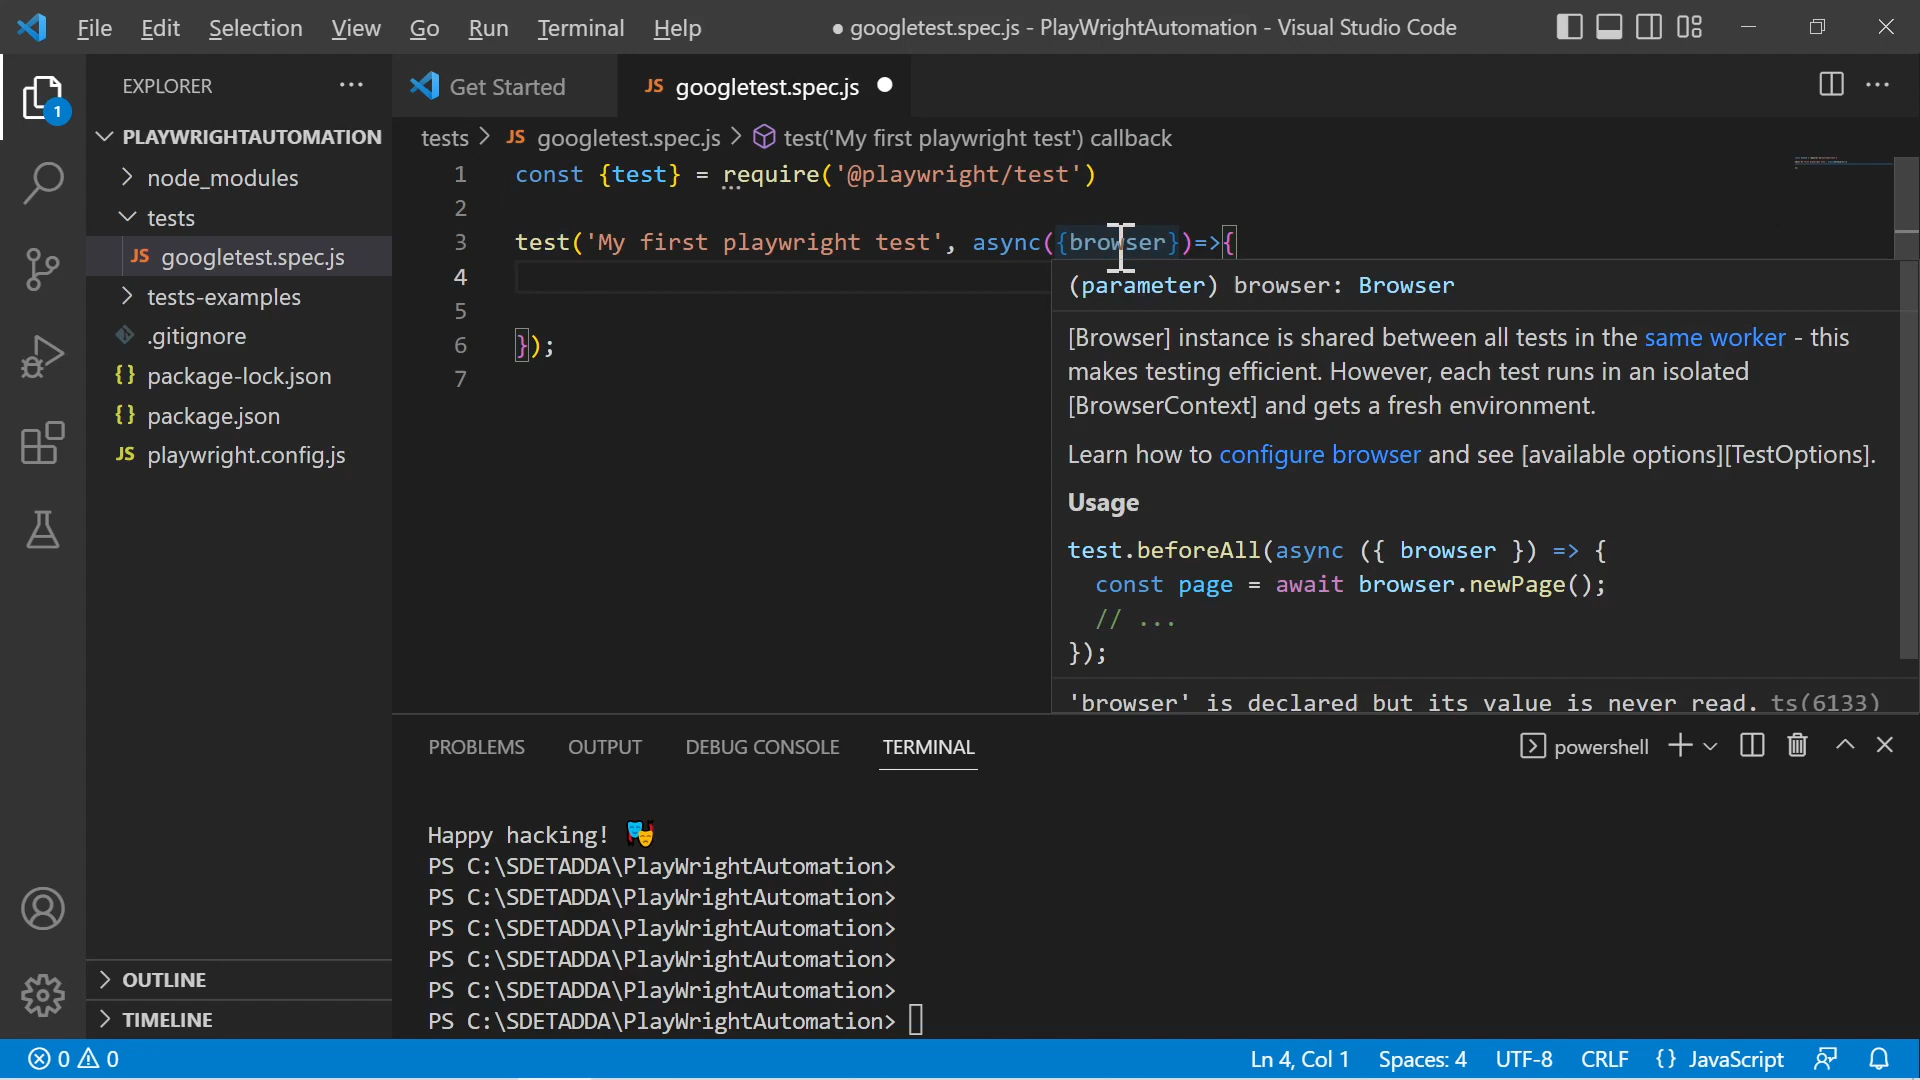 File Edit Selection View Go Run Terminal Help
● googletest.spec.js - PlayWrightAutomation - Visual Studio Code
1
EXPLORER
PLAYWRIGHTAUTOMATION
node_modules
tests
JS googletest.spec.js
tests-examples
.gitignore
{} package-lock.json
{} package.json
JS playwright.config.js
OUTLINE
TIMELINE
Get Started
JS googletest.spec.js
tests > JS googletest.spec.js > test('My first playwright test') callback
1 const {test} = require('@playwright/test')
2
3 test('My first playwright test', async({browser})=>{
4
5
6 });
7
(parameter) browser: Browser
[Browser] instance is shared between all tests in the same worker - this
makes testing efficient. However, each test runs in an isolated
[BrowserContext] and gets a fresh environment.
Learn how to configure browser and see [available options][TestOptions].
Usage
test.beforeAll(async ({ browser }) => {
const page = await browser.newPage();
// ...
});
'browser' is declared but its value is never read. ts(6133)
PROBLEMS OUTPUT DEBUG CONSOLE TERMINAL
powershell
Happy hacking! 🎭
PS C:\SDETADDA\PlayWrightAutomation>
PS C:\SDETADDA\PlayWrightAutomation>
PS C:\SDETADDA\PlayWrightAutomation>
PS C:\SDETADDA\PlayWrightAutomation>
PS C:\SDETADDA\PlayWrightAutomation>
PS C:\SDETADDA\PlayWrightAutomation>
0 0
Ln 4, Col 1 Spaces: 4 UTF-8 CRLF {} JavaScript